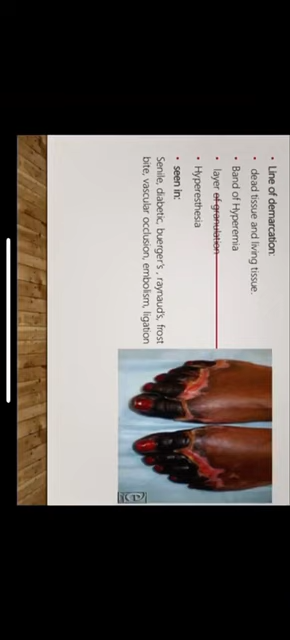 • Line of demarcation:
• dead tissue and living tissue.
• Band of Hyperemia
• layer of granulation
• Hyperesthesia
• seen in:
Senile, diabetic, buerger's , raynaud's, frost
bite, vascular occlusion, embolism, ligation